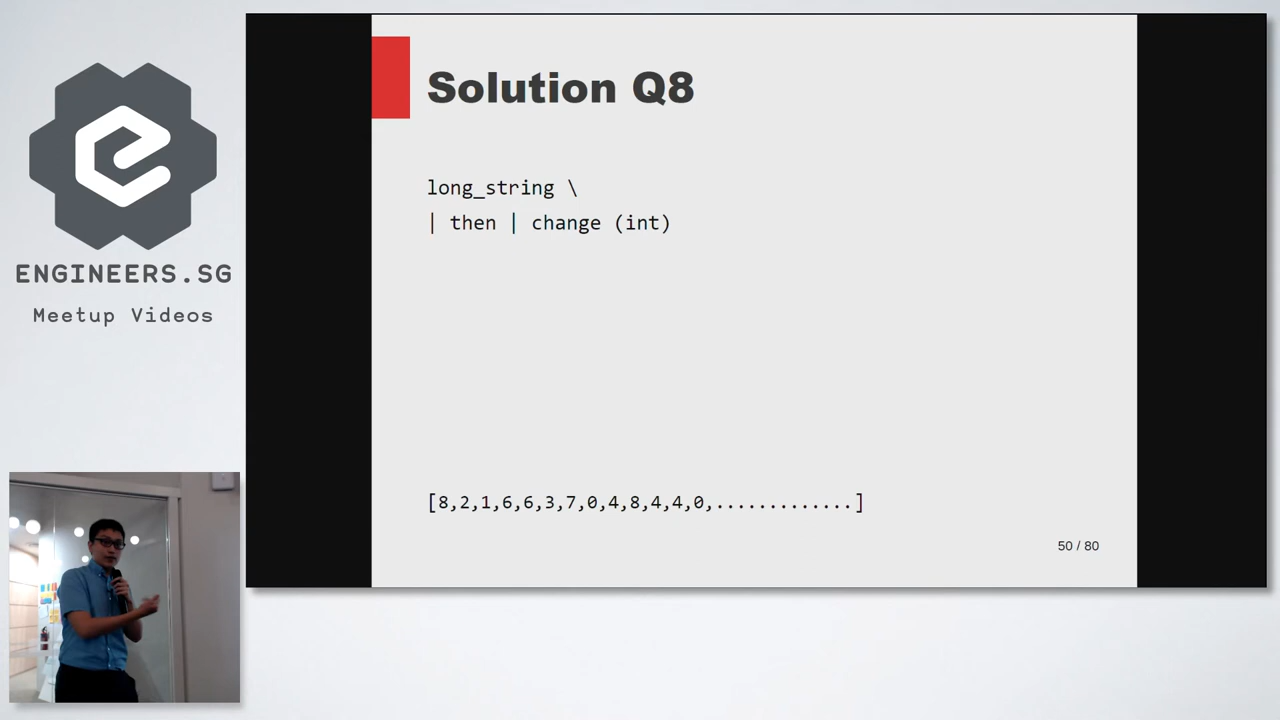 ENGINEERS.SG
Meetup Videos
Solution Q8
long_string \
| then | change (int)
[8,2,1,6,6,3,7,0,4,8,4,4,0,.............]
50 / 80